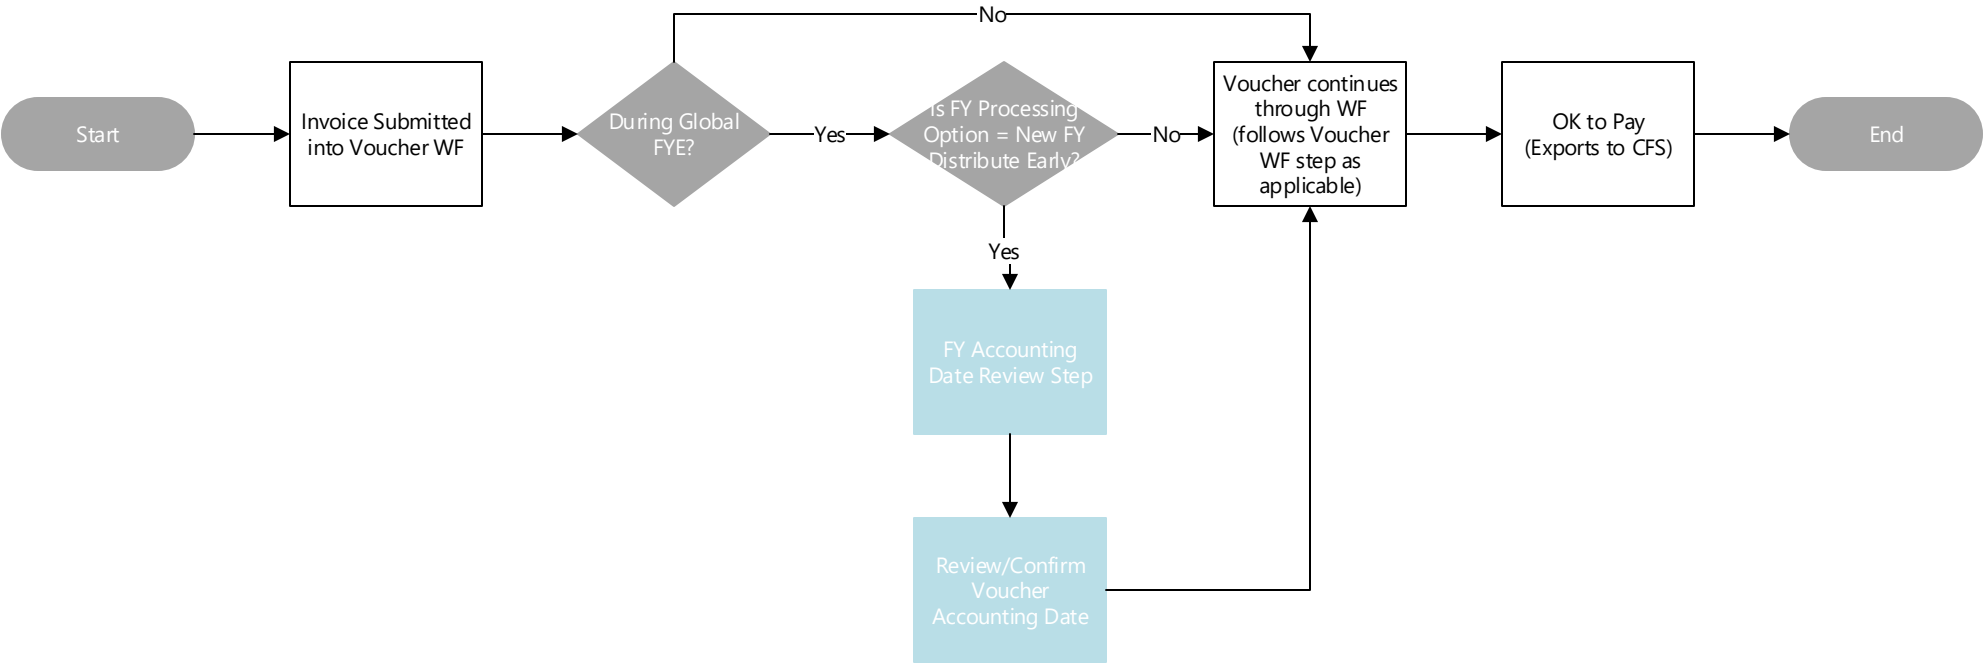 No
Start
Invoice Submitted
into Voucher WF
During Global
FYE?
Yes
Is FY Processing
Option = New FY
Distribute Early?
No
Voucher continues
through WF
(follows Voucher
WF step as
applicable)
OK to Pay
(Exports to CFS)
End
Yes
FY Accounting
Date Review Step
Review/Confirm
Voucher
Accounting Date